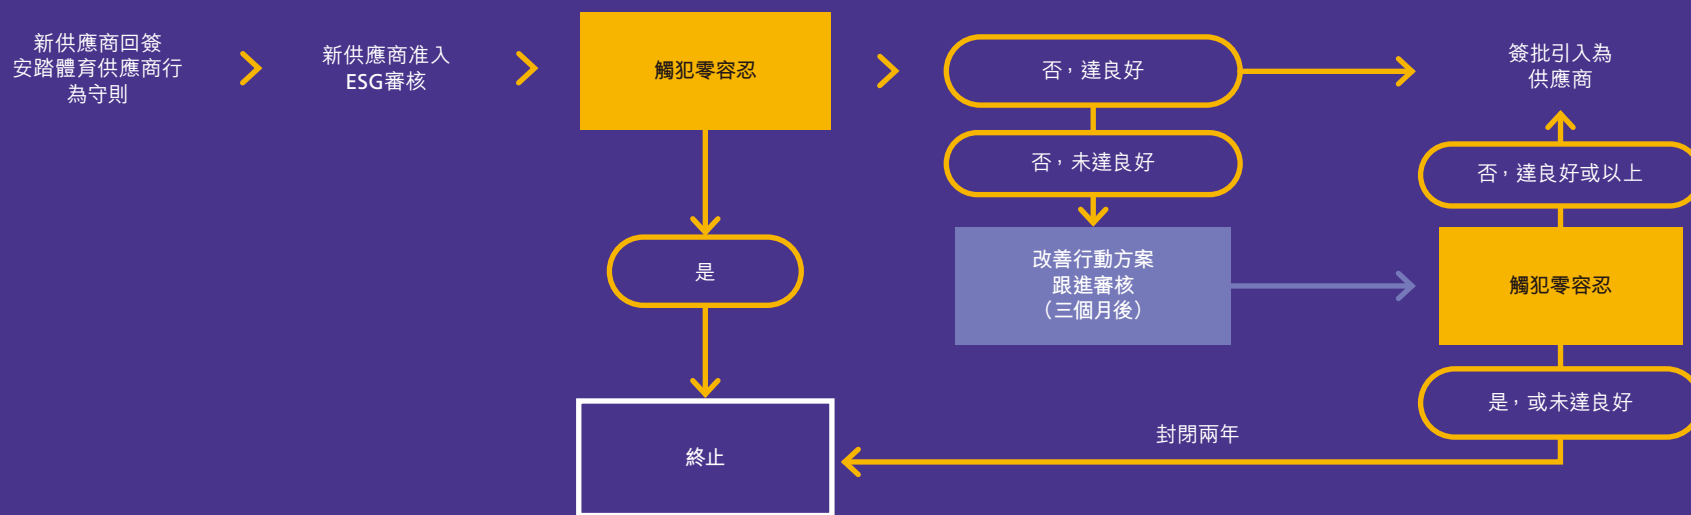 新供應商回簽
安踏體育供應商行
為守則
新供應商准入
ESG審核
觸犯零容忍
否，達良好
簽批引入為
供應商
否，未達良好
否，達良好或以上
是
改善行動方案
跟進審核
（三個月後）
觸犯零容忍
是，或未達良好
封閉兩年
終止